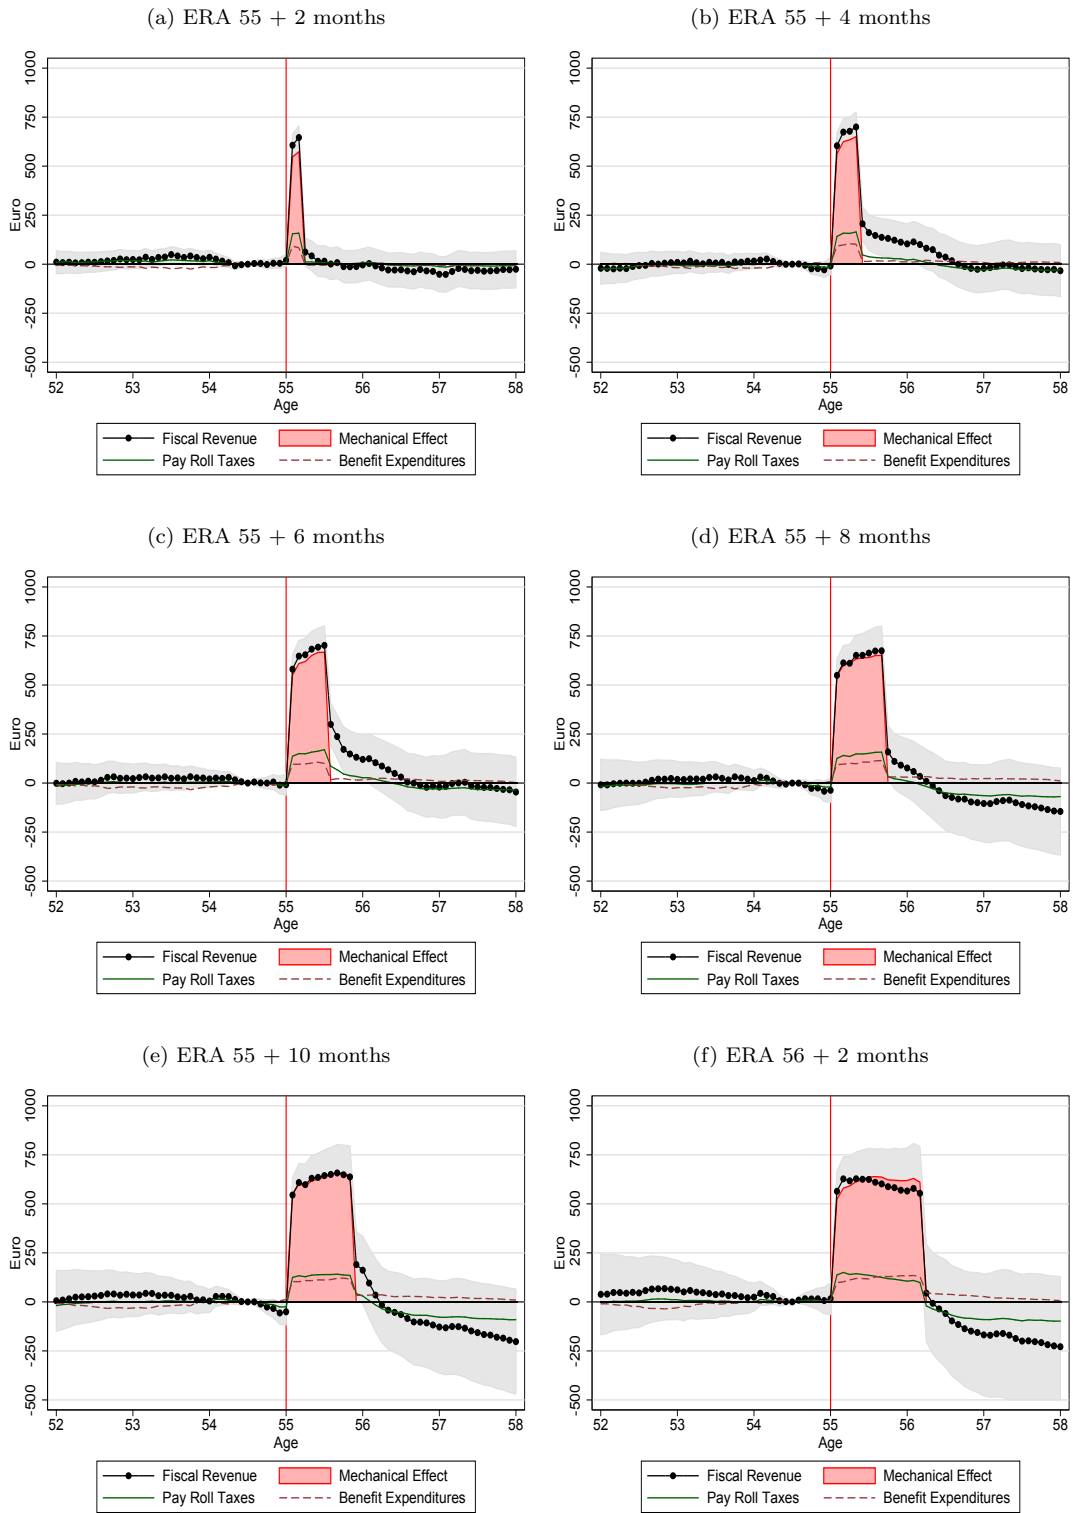 (a) ERA 55 + 2 months
(b) ERA 55 + 4 months
1000
750
500
250
0
-250
-500
Euro
52 53 54 55 56 57 58
Age
Fiscal Revenue Mechanical Effect
Pay Roll Taxes Benefit Expenditures
1000
750
500
250
0
-250
-500
Euro
52 53 54 55 56 57 58
Age
Fiscal Revenue Mechanical Effect
Pay Roll Taxes Benefit Expenditures
(c) ERA 55 + 6 months
(d) ERA 55 + 8 months
1000
750
500
250
0
-250
-500
Euro
52 53 54 55 56 57 58
Age
Fiscal Revenue Mechanical Effect
Pay Roll Taxes Benefit Expenditures
1000
750
500
250
0
-250
-500
Euro
52 53 54 55 56 57 58
Age
Fiscal Revenue Mechanical Effect
Pay Roll Taxes Benefit Expenditures
(e) ERA 55 + 10 months
(f) ERA 56 + 2 months
1000
750
500
250
0
-250
-500
Euro
52 53 54 55 56 57 58
Age
Fiscal Revenue Mechanical Effect
Pay Roll Taxes Benefit Expenditures
1000
750
500
250
0
-250
-500
Euro
52 53 54 55 56 57 58
Age
Fiscal Revenue Mechanical Effect
Pay Roll Taxes Benefit Expenditures